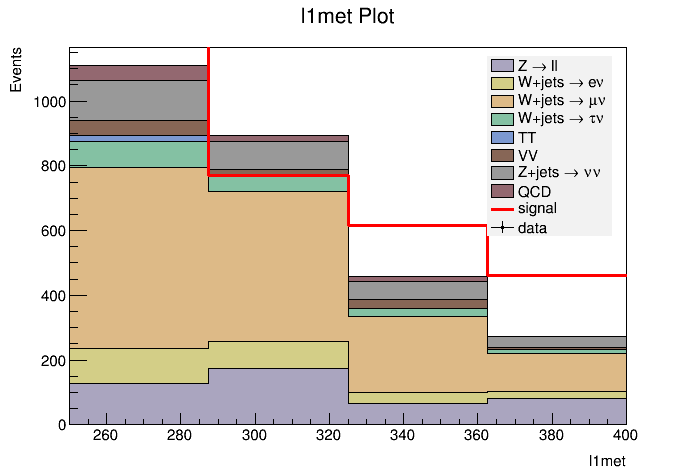 l1met Plot
Events
1000
800
600
400
200
0
260 280 300 320 340 360 380 400
l1met
Z → ll
W+jets → eν
W+jets → μν
W+jets → τν
TT
VV
Z+jets → νν
QCD
signal
data